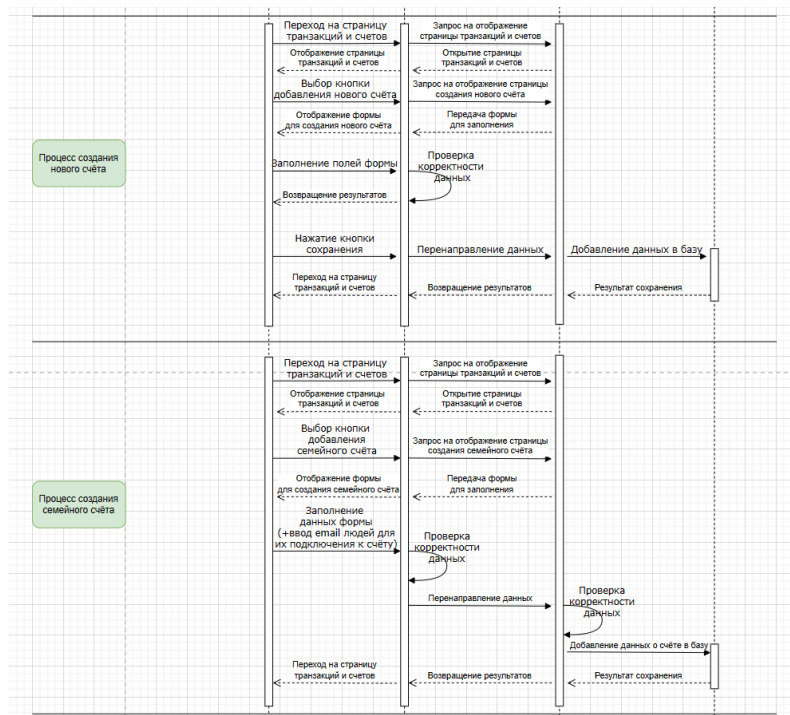 Переход на страницу
транзакций и счетов
Запрос на отображение
страницы транзакций и счетов
Отображение страницы
транзакций и счетов
Открытие страницы
транзакций и счетов
Выбор кнопки
добавления нового счёта
Запрос на отображение страницы
создания нового счёта
Отображение формы
для создания нового счёта
Передача формы
для заполнения
Процесс создания
нового счёта
Заполнение полей формы
Проверка
корректности
данных
Возвращение результатов
Нажатие кнопки
сохранения
Перенаправление данных
Добавление данных в базу
Переход на страницу
транзакций и счетов
Возвращение результатов
Результат сохранения
Переход на страницу
транзакций и счетов
Запрос на отображение
страницы транзакций и счетов
Отображение страницы
транзакций и счетов
Открытие страницы
транзакций и счетов
Выбор кнопки
добавления
семейного счёта
Запрос на отображение страницы
создания семейного счёта
Отображение формы
для создания семейного счёта
Передача формы
для заполнения
Процесс создания
семейного счёта
Заполнение
данных формы
(+ввод email людей для
их подключения к счёту)
Проверка
корректности
данных
Перенаправление данных
Проверка
корректности
данных
Добавление данных о счёте в базу
Переход на страницу
транзакций и счетов
Возвращение результатов
Результат сохранения